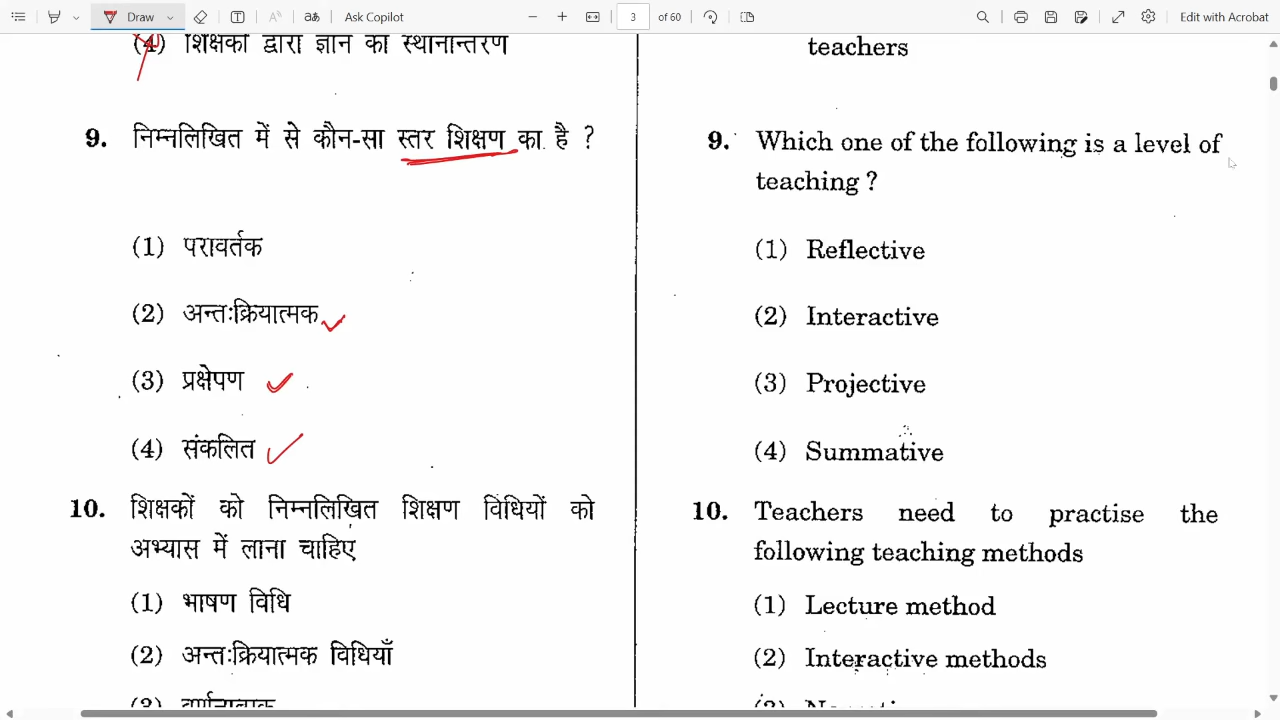 Draw
A
aあ
Ask Copilot
3
of 60
Edit with Acrobat
(4) शिक्षकों द्वारा ज्ञान का स्थानान्तरण
9. निम्नलिखित में से कौन-सा स्तर शिक्षण का है ?
(1) परावर्तक
(2) अन्तःक्रियात्मक
(3) प्रक्षेपण
(4) संकलित
10. शिक्षकों को निम्नलिखित शिक्षण विधियों को
अभ्यास में लाना चाहिए
(1) भाषण विधि
(2) अन्तःक्रियात्मक विधियाँ
teachers
9. Which one of the following is a level of
teaching ?
(1) Reflective
(2) Interactive
(3) Projective
(4) Summative
10. Teachers need to practise the
following teaching methods
(1) Lecture method
(2) Interactive methods